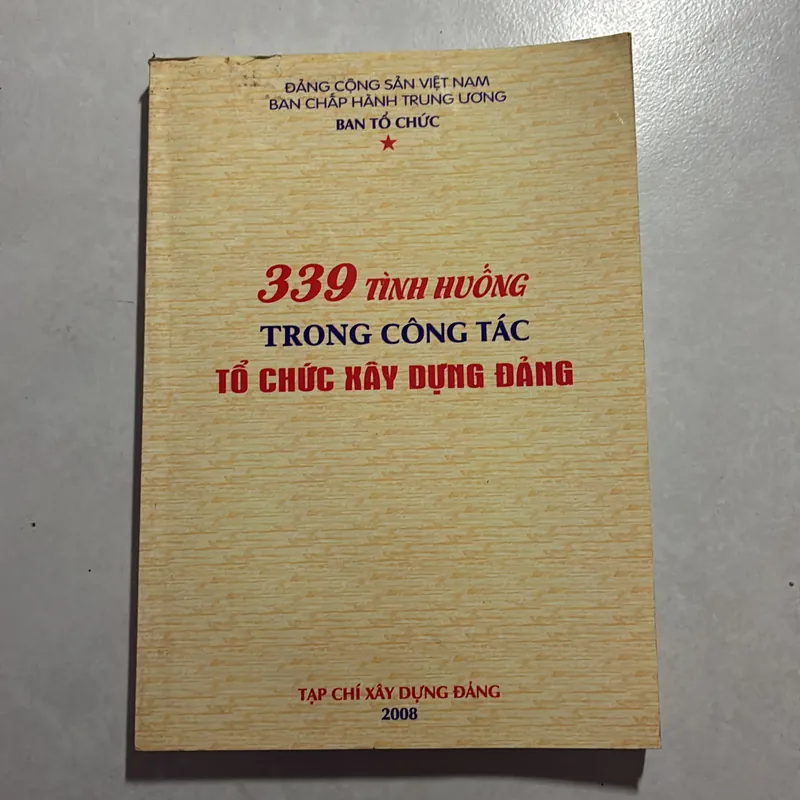 ĐẢNG CỘNG SẢN VIỆT NAM
BAN CHẤP HÀNH TRUNG ƯƠNG
BAN TỔ CHỨC
339 TÌNH HUỐNG
TRONG CÔNG TÁC
TỔ CHỨC XÂY DỰNG ĐẢNG
TẠP CHÍ XÂY DỰNG ĐẢNG
2008